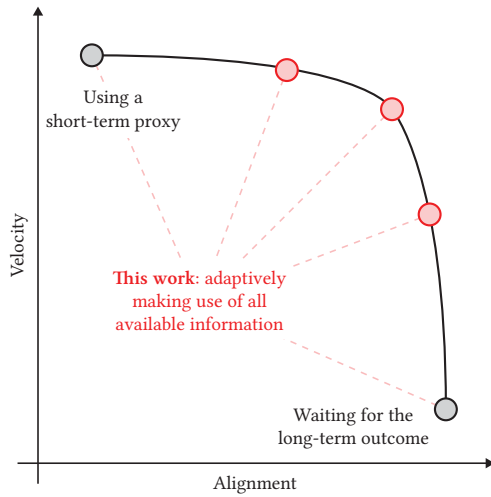 Using a
short-term proxy
Velocity
This work: adaptively
making use of all
available information
Waiting for the
long-term outcome
Alignment